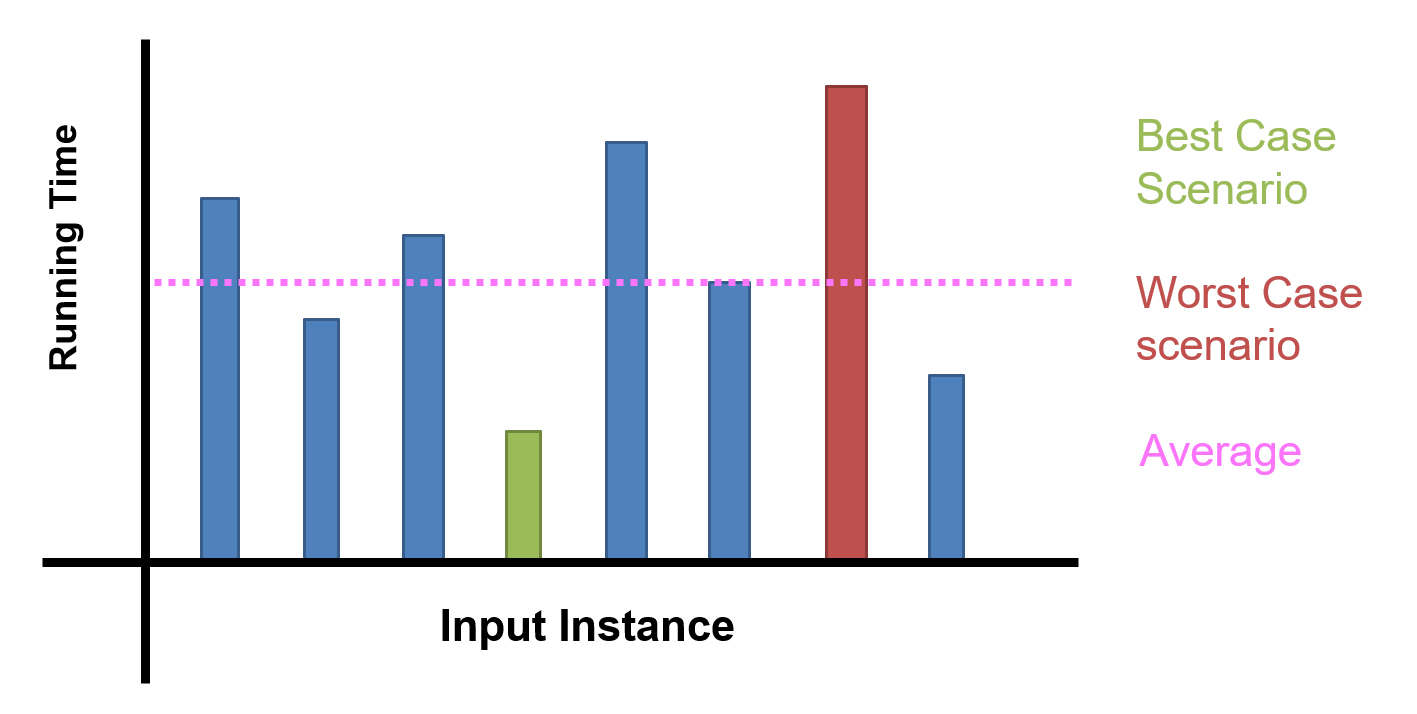 Running Time
Best Case
Scenario
Worst Case
scenario
Average
Input Instance